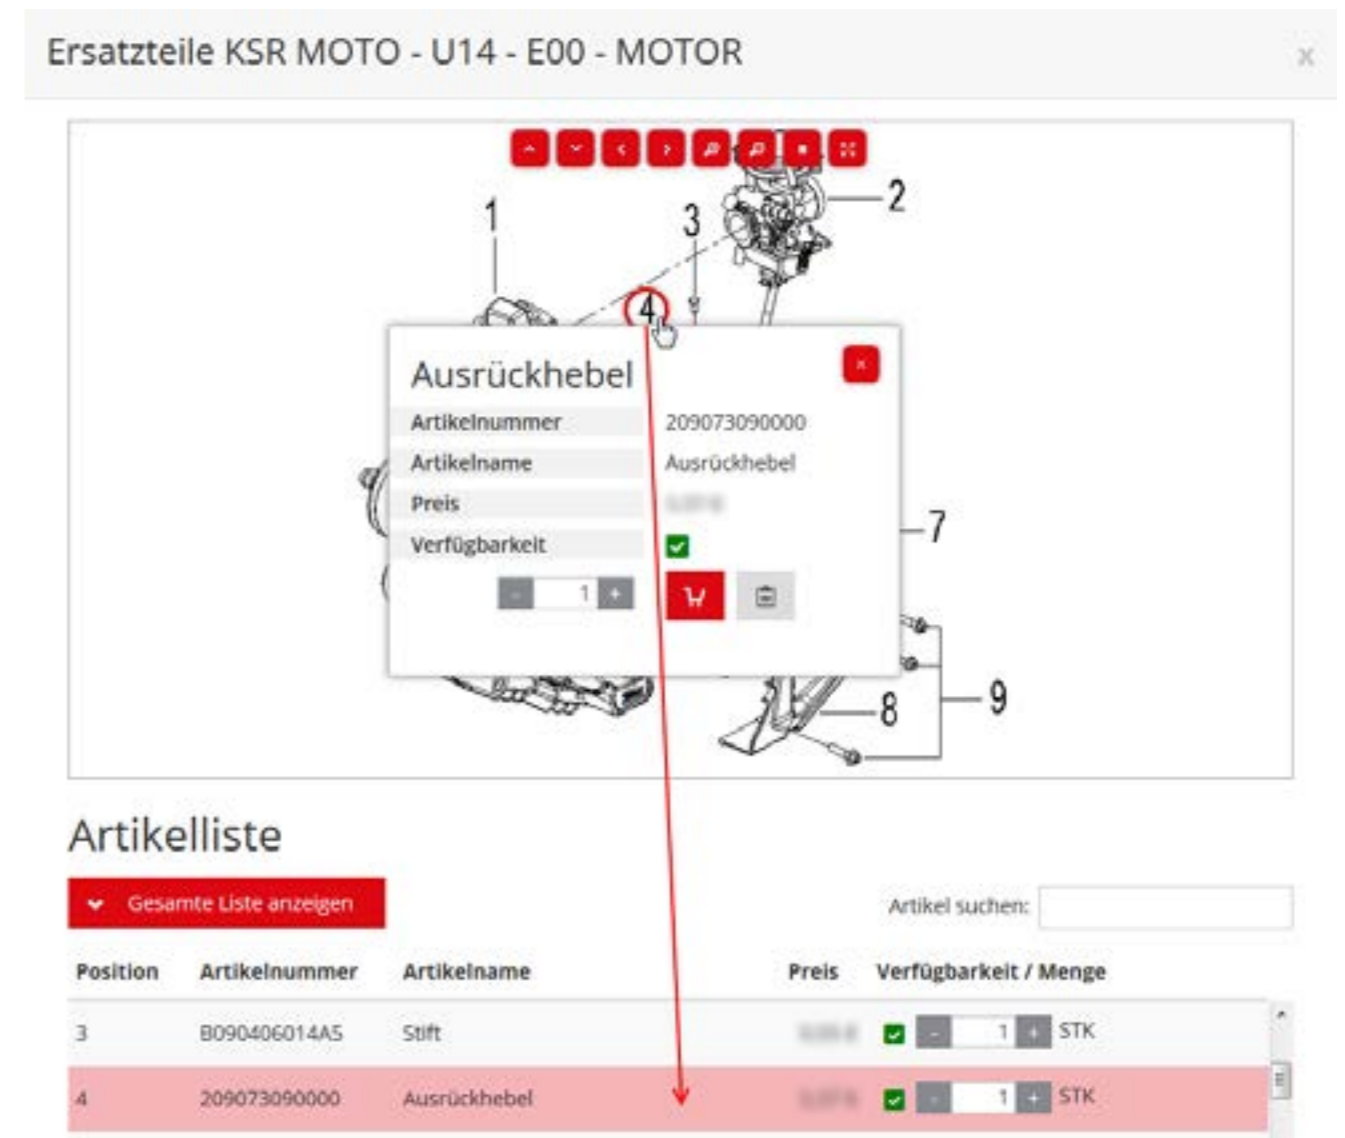 Ersatzteile KSR MOTO - U14 - E00 - MOTOR
x
2
1
3
4
Ausrückhebel
x
Artikelnummer 209073090000
Artikelname Ausrückhebel
Preis
Verfügbarkeit
- 1 +
7
8
9
Artikelliste
Gesamte Liste anzeigen
Artikel suchen:
Position Artikelnummer Artikelname Preis Verfügbarkeit / Menge
3 B090406014A5 Stift - 1 + STK
4 209073090000 Ausrückhebel - 1 + STK